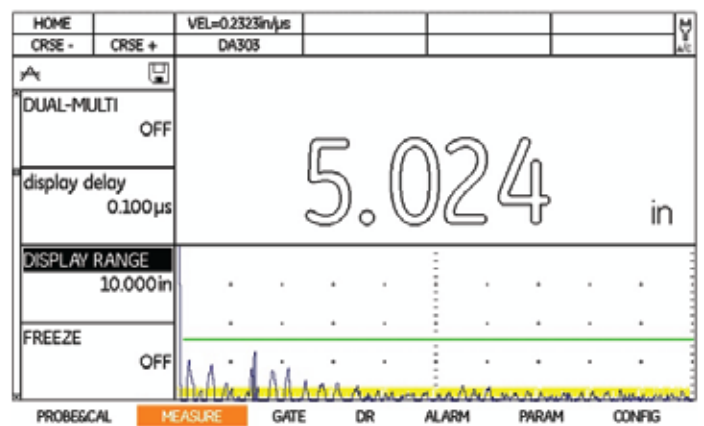 HOME VEL=0.2323in/µs
CRSE - CRSE + DA303
A/C
DUAL-MULTI
OFF
display delay
0.100µs
5.024 in
DISPLAY RANGE
10.000in
FREEZE
OFF
PROBE&CAL MEASURE GATE DR ALARM PARAM CONFIG